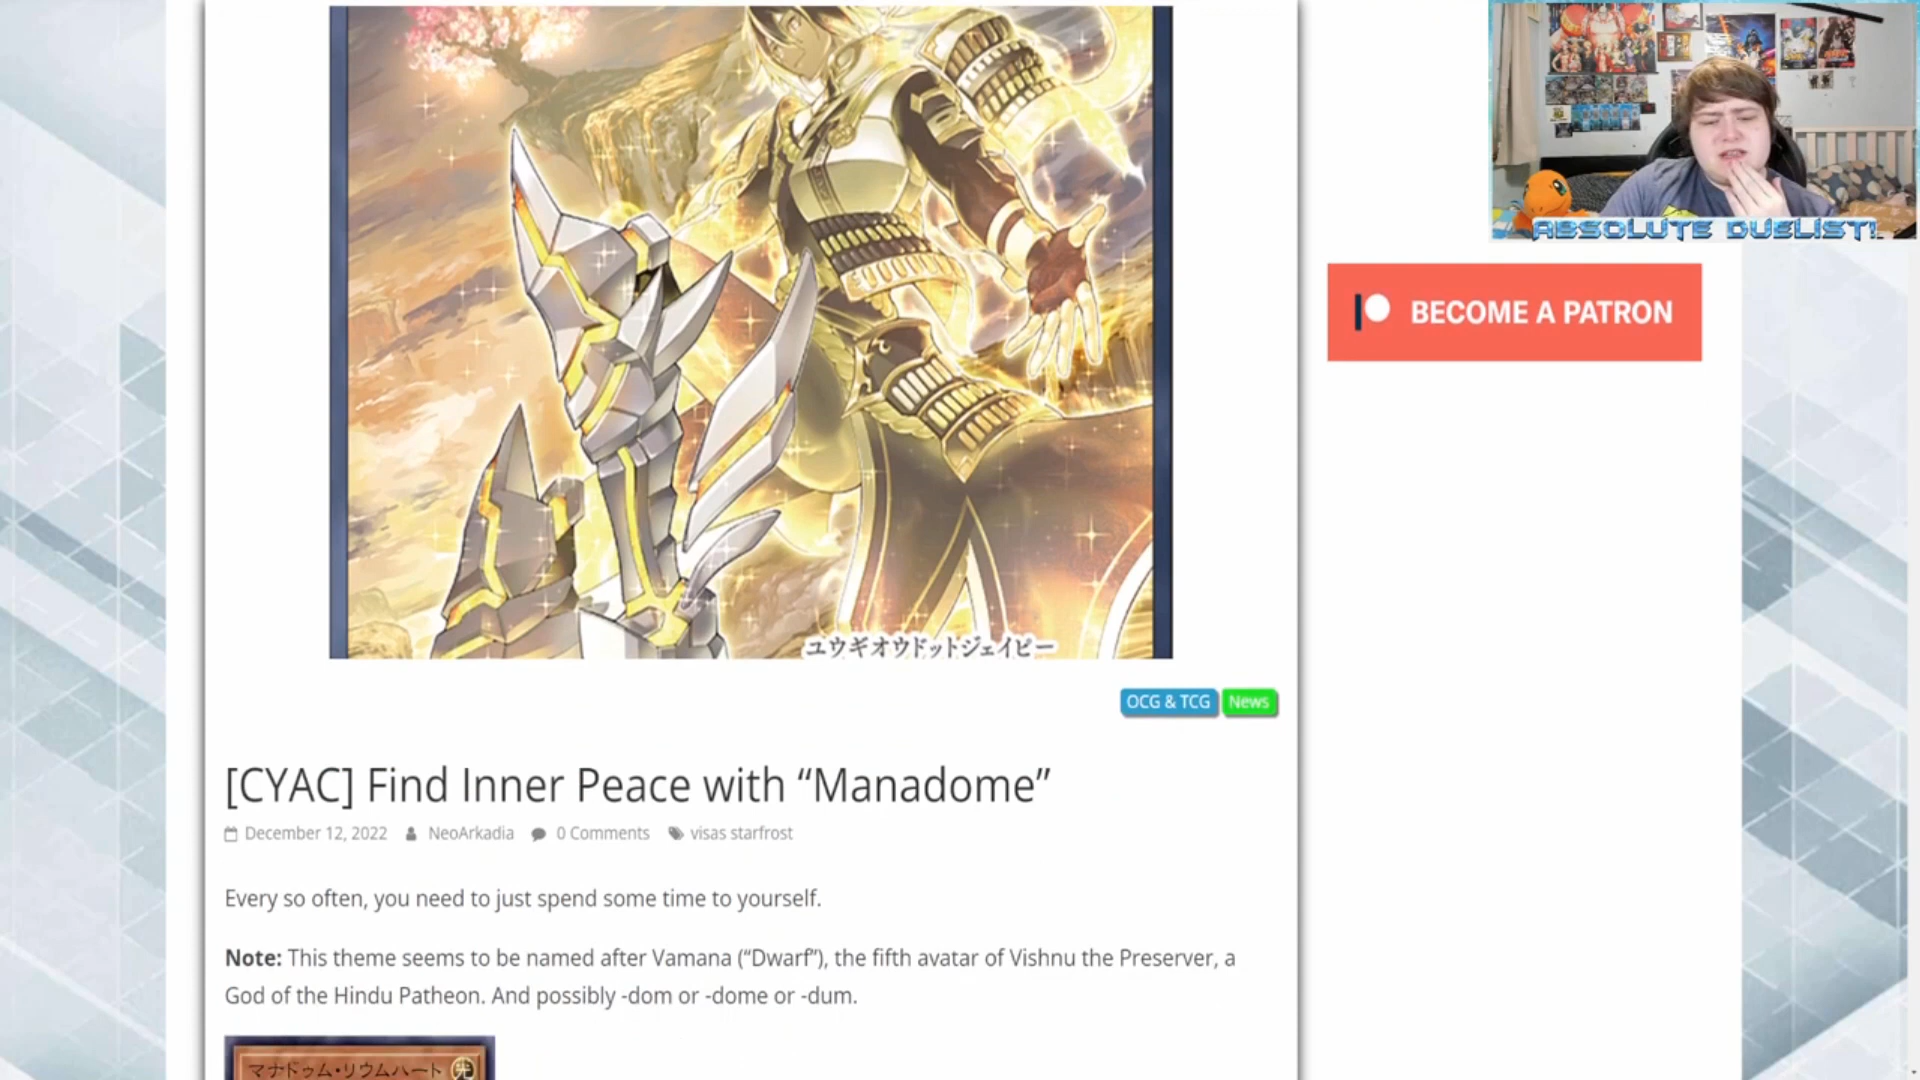 ABSOLUTE DUELIST!
BECOME A PATRON
ユウギオウドットジェイピー
OCG & TCG News
[CYAC] Find Inner Peace with “Manadome”
December 12, 2022 NeoArkadia 0 Comments visas starfrost
Every so often, you need to just spend some time to yourself.
Note: This theme seems to be named after Vamana (“Dwarf”), the fifth avatar of Vishnu the Preserver, a
God of the Hindu Patheon. And possibly -dom or -dome or -dum.
マナドゥム・リウムハート 光